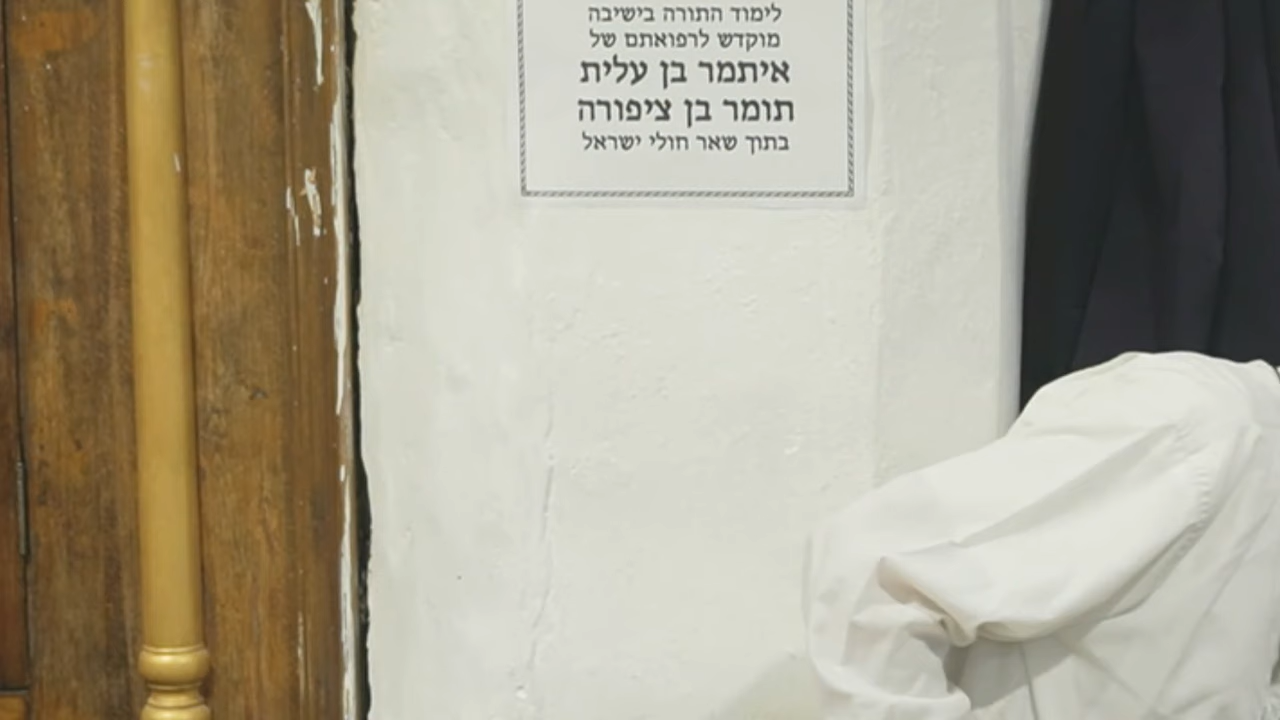 לימוד התורה בישיבה
מוקדש לרפואתם של
איתמר בן עלית
תומר בן ציפורה
בתוך שאר חולי ישראל